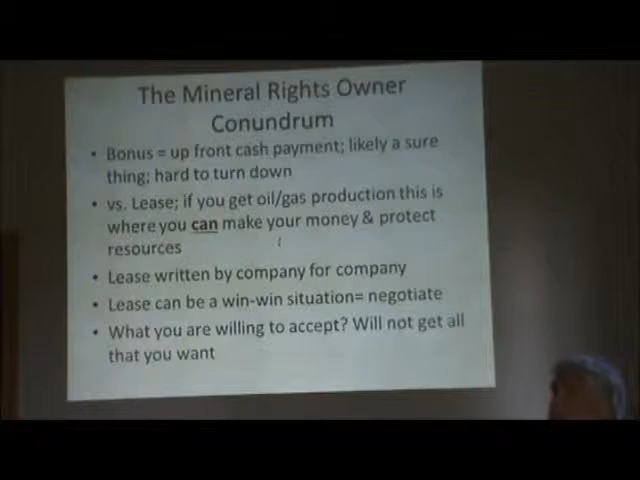 The Mineral Rights Owner
Conundrum
• Bonus = up front cash payment; likely a sure
thing; hard to turn down
• vs. Lease; if you get oil/gas production this is
where you can make your money & protect
resources
• Lease written by company for company
• Lease can be a win-win situation= negotiate
• What you are willing to accept? Will not get all
that you want